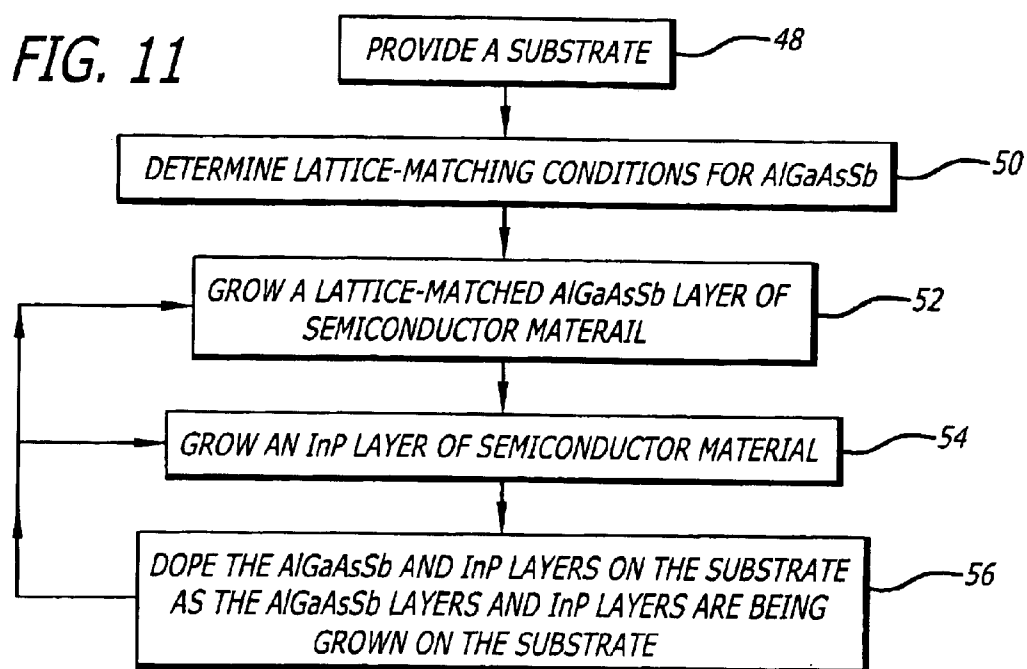 FIG. 11
PROVIDE A SUBSTRATE
48
DETERMINE LATTICE-MATCHING CONDITIONS FOR AlGaAsSb
50
GROW A LATTICE-MATCHED AlGaAsSb LAYER OF
SEMICONDUCTOR MATERAIL
52
GROW AN InP LAYER OF SEMICONDUCTOR MATERIAL
54
DOPE THE AlGaAsSb AND InP LAYERS ON THE SUBSTRATE
AS THE AlGaAsSb LAYERS AND InP LAYERS ARE BEING
GROWN ON THE SUBSTRATE
56